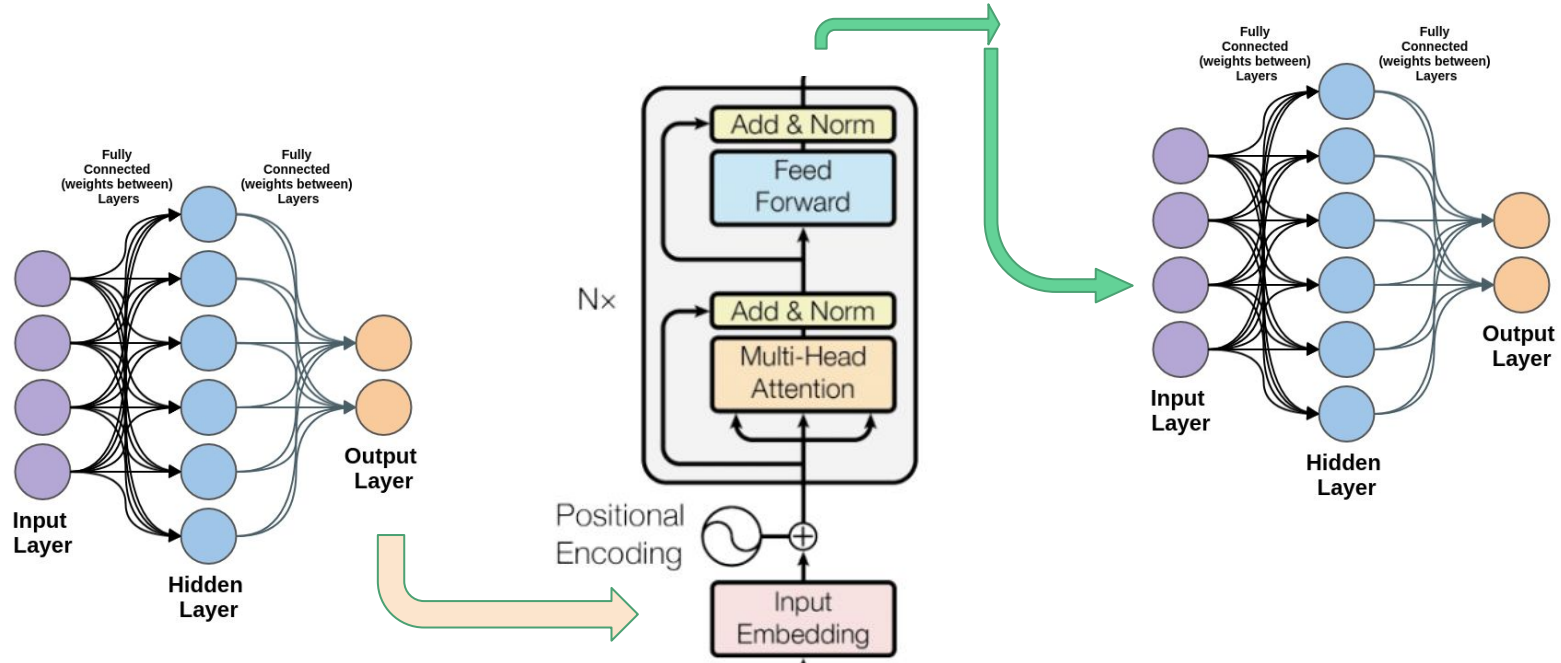 Fully
Connected
(weights between)
Layers
Fully
Connected
(weights between)
Layers
Input
Layer
Hidden
Layer
Output
Layer
Add & Norm
Feed
Forward
N×
Add & Norm
Multi-Head
Attention
Positional
Encoding
Input
Embedding
Fully
Connected
(weights between)
Layers
Fully
Connected
(weights between)
Layers
Input
Layer
Hidden
Layer
Output
Layer